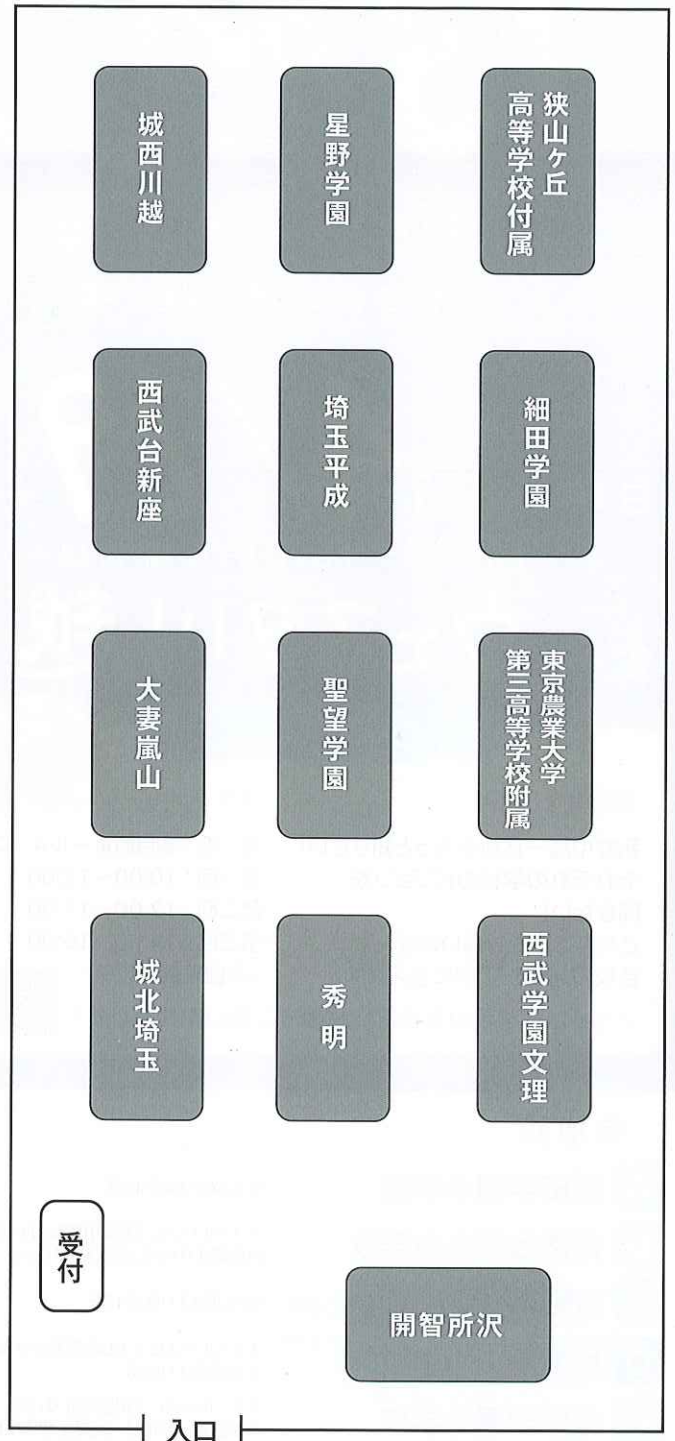 城西川越
星野学園
狭山ヶ丘
高等学校付属
西武台新座
埼玉平成
細田学園
大妻嵐山
聖望学園
東京農業大学
第三高等学校附属
城北埼玉
秀明
西武学園文理
受付
開智所沢
入口